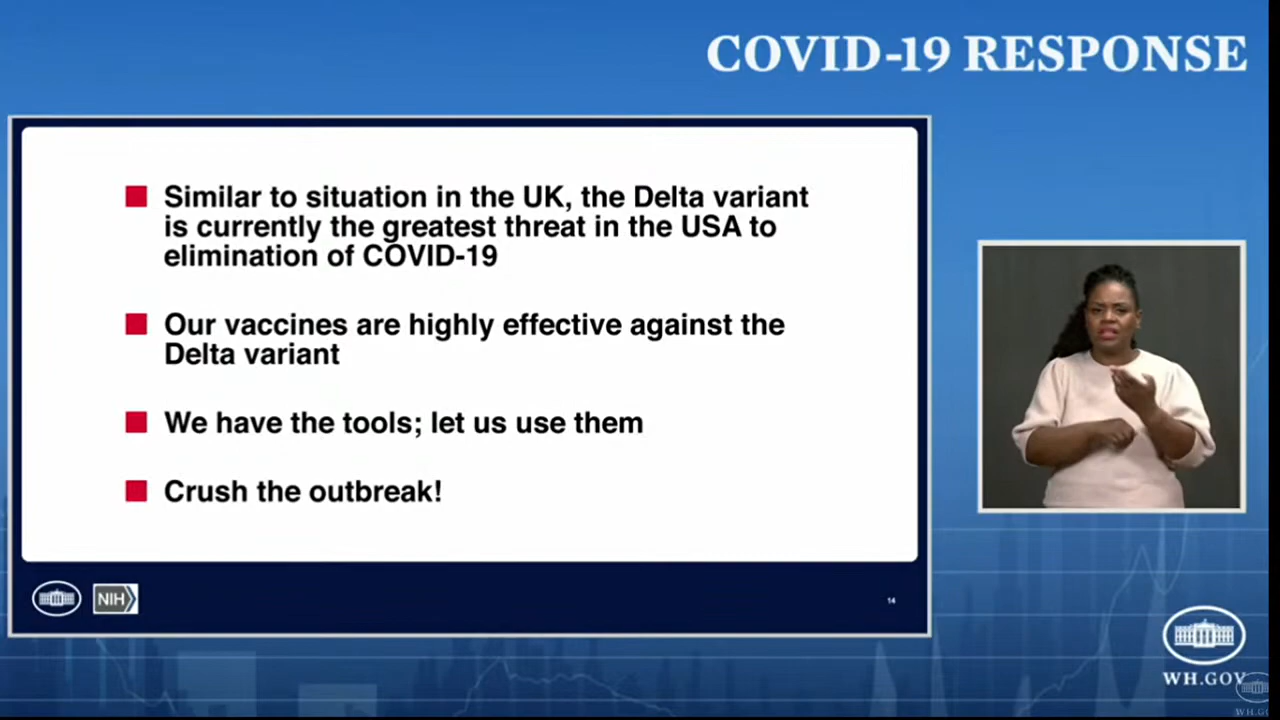 COVID-19 RESPONSE
Similar to situation in the UK, the Delta variant
is currently the greatest threat in the USA to
elimination of COVID-19
Our vaccines are highly effective against the
Delta variant
We have the tools; let us use them
Crush the outbreak!
NIH
14
WH.GOV
WH.GO